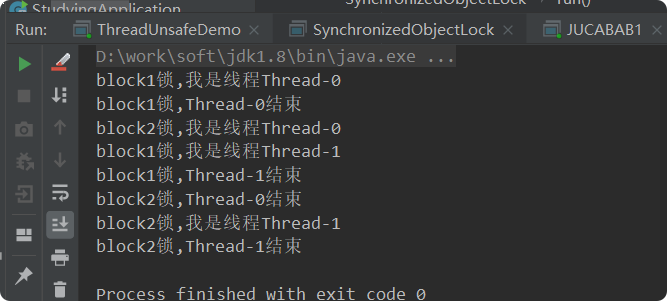 StudyingApplication
SynchronizedObjectLock
run()
Run:
ThreadUnsafeDemo
SynchronizedObjectLock
JUCABAB1
D:\work\soft\jdk1.8\bin\java.exe ...
block1锁,我是线程Thread-0
block1锁,Thread-0结束
block2锁,我是线程Thread-0
block1锁,我是线程Thread-1
block1锁,Thread-1结束
block2锁,Thread-0结束
block2锁,我是线程Thread-1
block2锁,Thread-1结束
Process finished with exit code 0